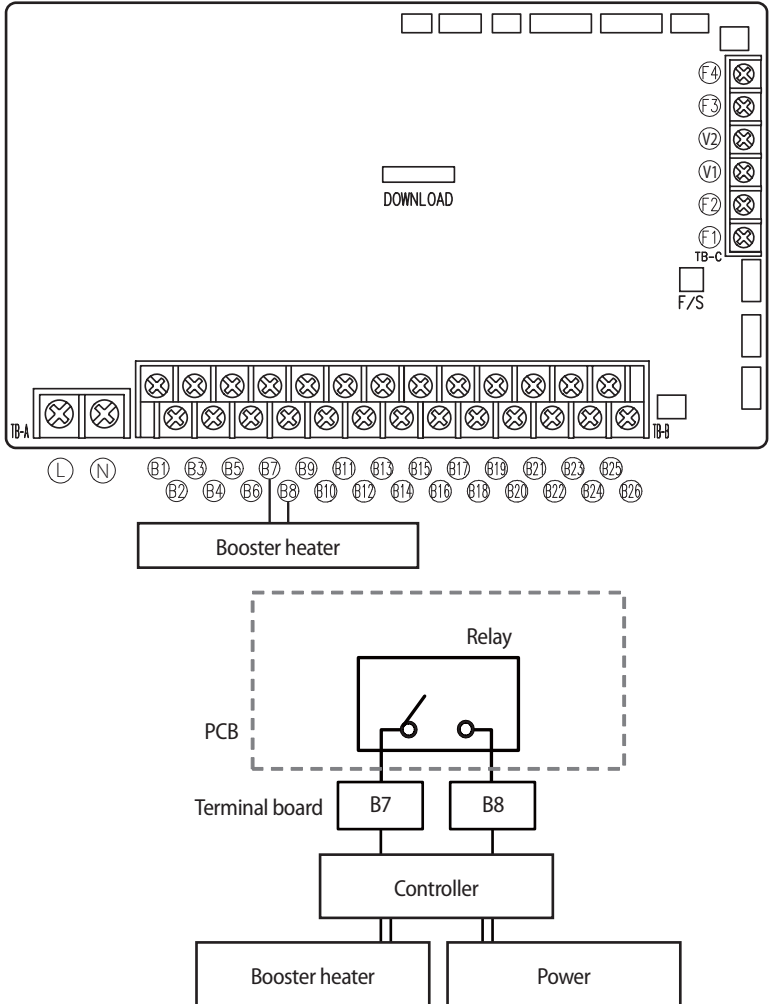 F4
F3
V2
V1
F2
F1
TB-C
DOWNLOAD
F/S
TB-A
TB-B
L N B1 B3 B5 B7 B9 B11 B13 B15 B17 B19 B21 B23 B25
B2 B4 B6 B8 B10 B12 B14 B16 B18 B20 B22 B24 B26
Booster heater
Relay
PCB
Terminal board B7 B8
Controller
Booster heater Power